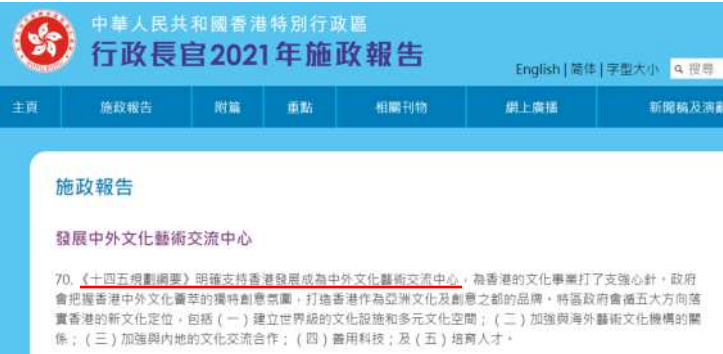 中華人民共和國香港特別行政區
行政長官2021年施政報告
English | 简体 | 字型大小 搜尋
主頁 施政報告 附篇 重點 相關刊物 網上廣播 新聞稿及演辭
施政報告
發展中外文化藝術交流中心
70. 《十四五規劃綱要》明確支持香港發展成為中外文化藝術交流中心，為香港的文化事業打了支強心針。政府
會把握香港中外文化薈萃的獨特創意氛圍，打造香港作為亞洲文化及創意之都的品牌。特區政府會循五大方向落
實香港的新文化定位，包括（一）建立世界級的文化設施和多元文化空間；（二）加強與海外藝術文化機構的關
係；（三）加強與內地的文化交流合作；（四）善用科技；及（五）培育人才。